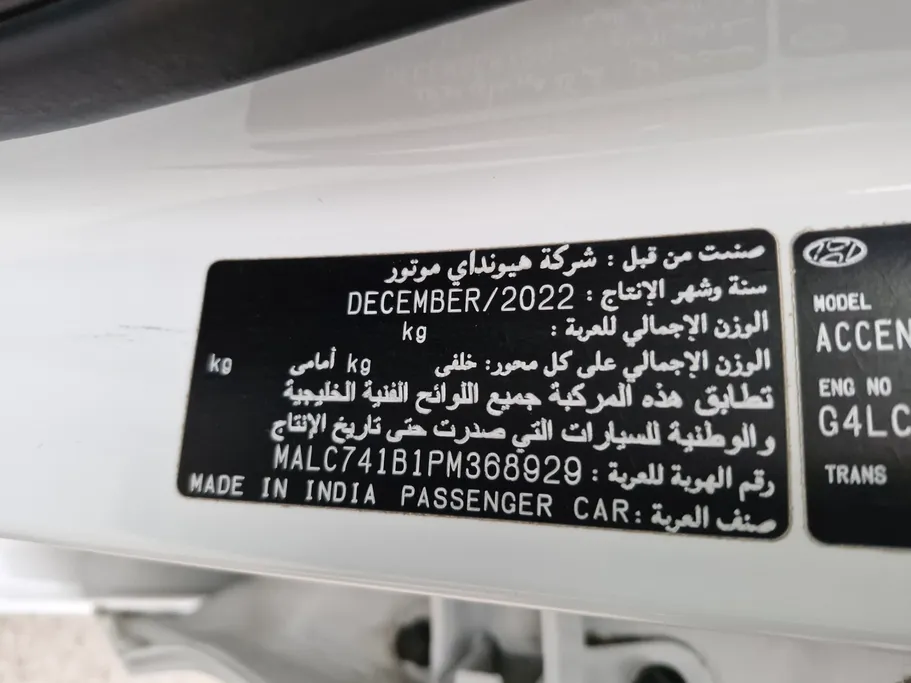 صنعت من قبل : شركة هيونداي موتور
سنة وشهر الإنتاج : DECEMBER/2022
الوزن الإجمالي للعربة : kg
الوزن الإجمالي على كل محور: خلفى kg أمامى kg
تطابق هذه المركبة جميع اللوائح الفنية الخليجية
والوطنية للسيارات التي صدرت حتى تاريخ الإنتاج
رقم الهوية للعربة : MALC741B1PM368929
صنف العربة : MADE IN INDIA PASSENGER CAR
MODEL
ACCEN
ENG NO
G4LC
TRANS